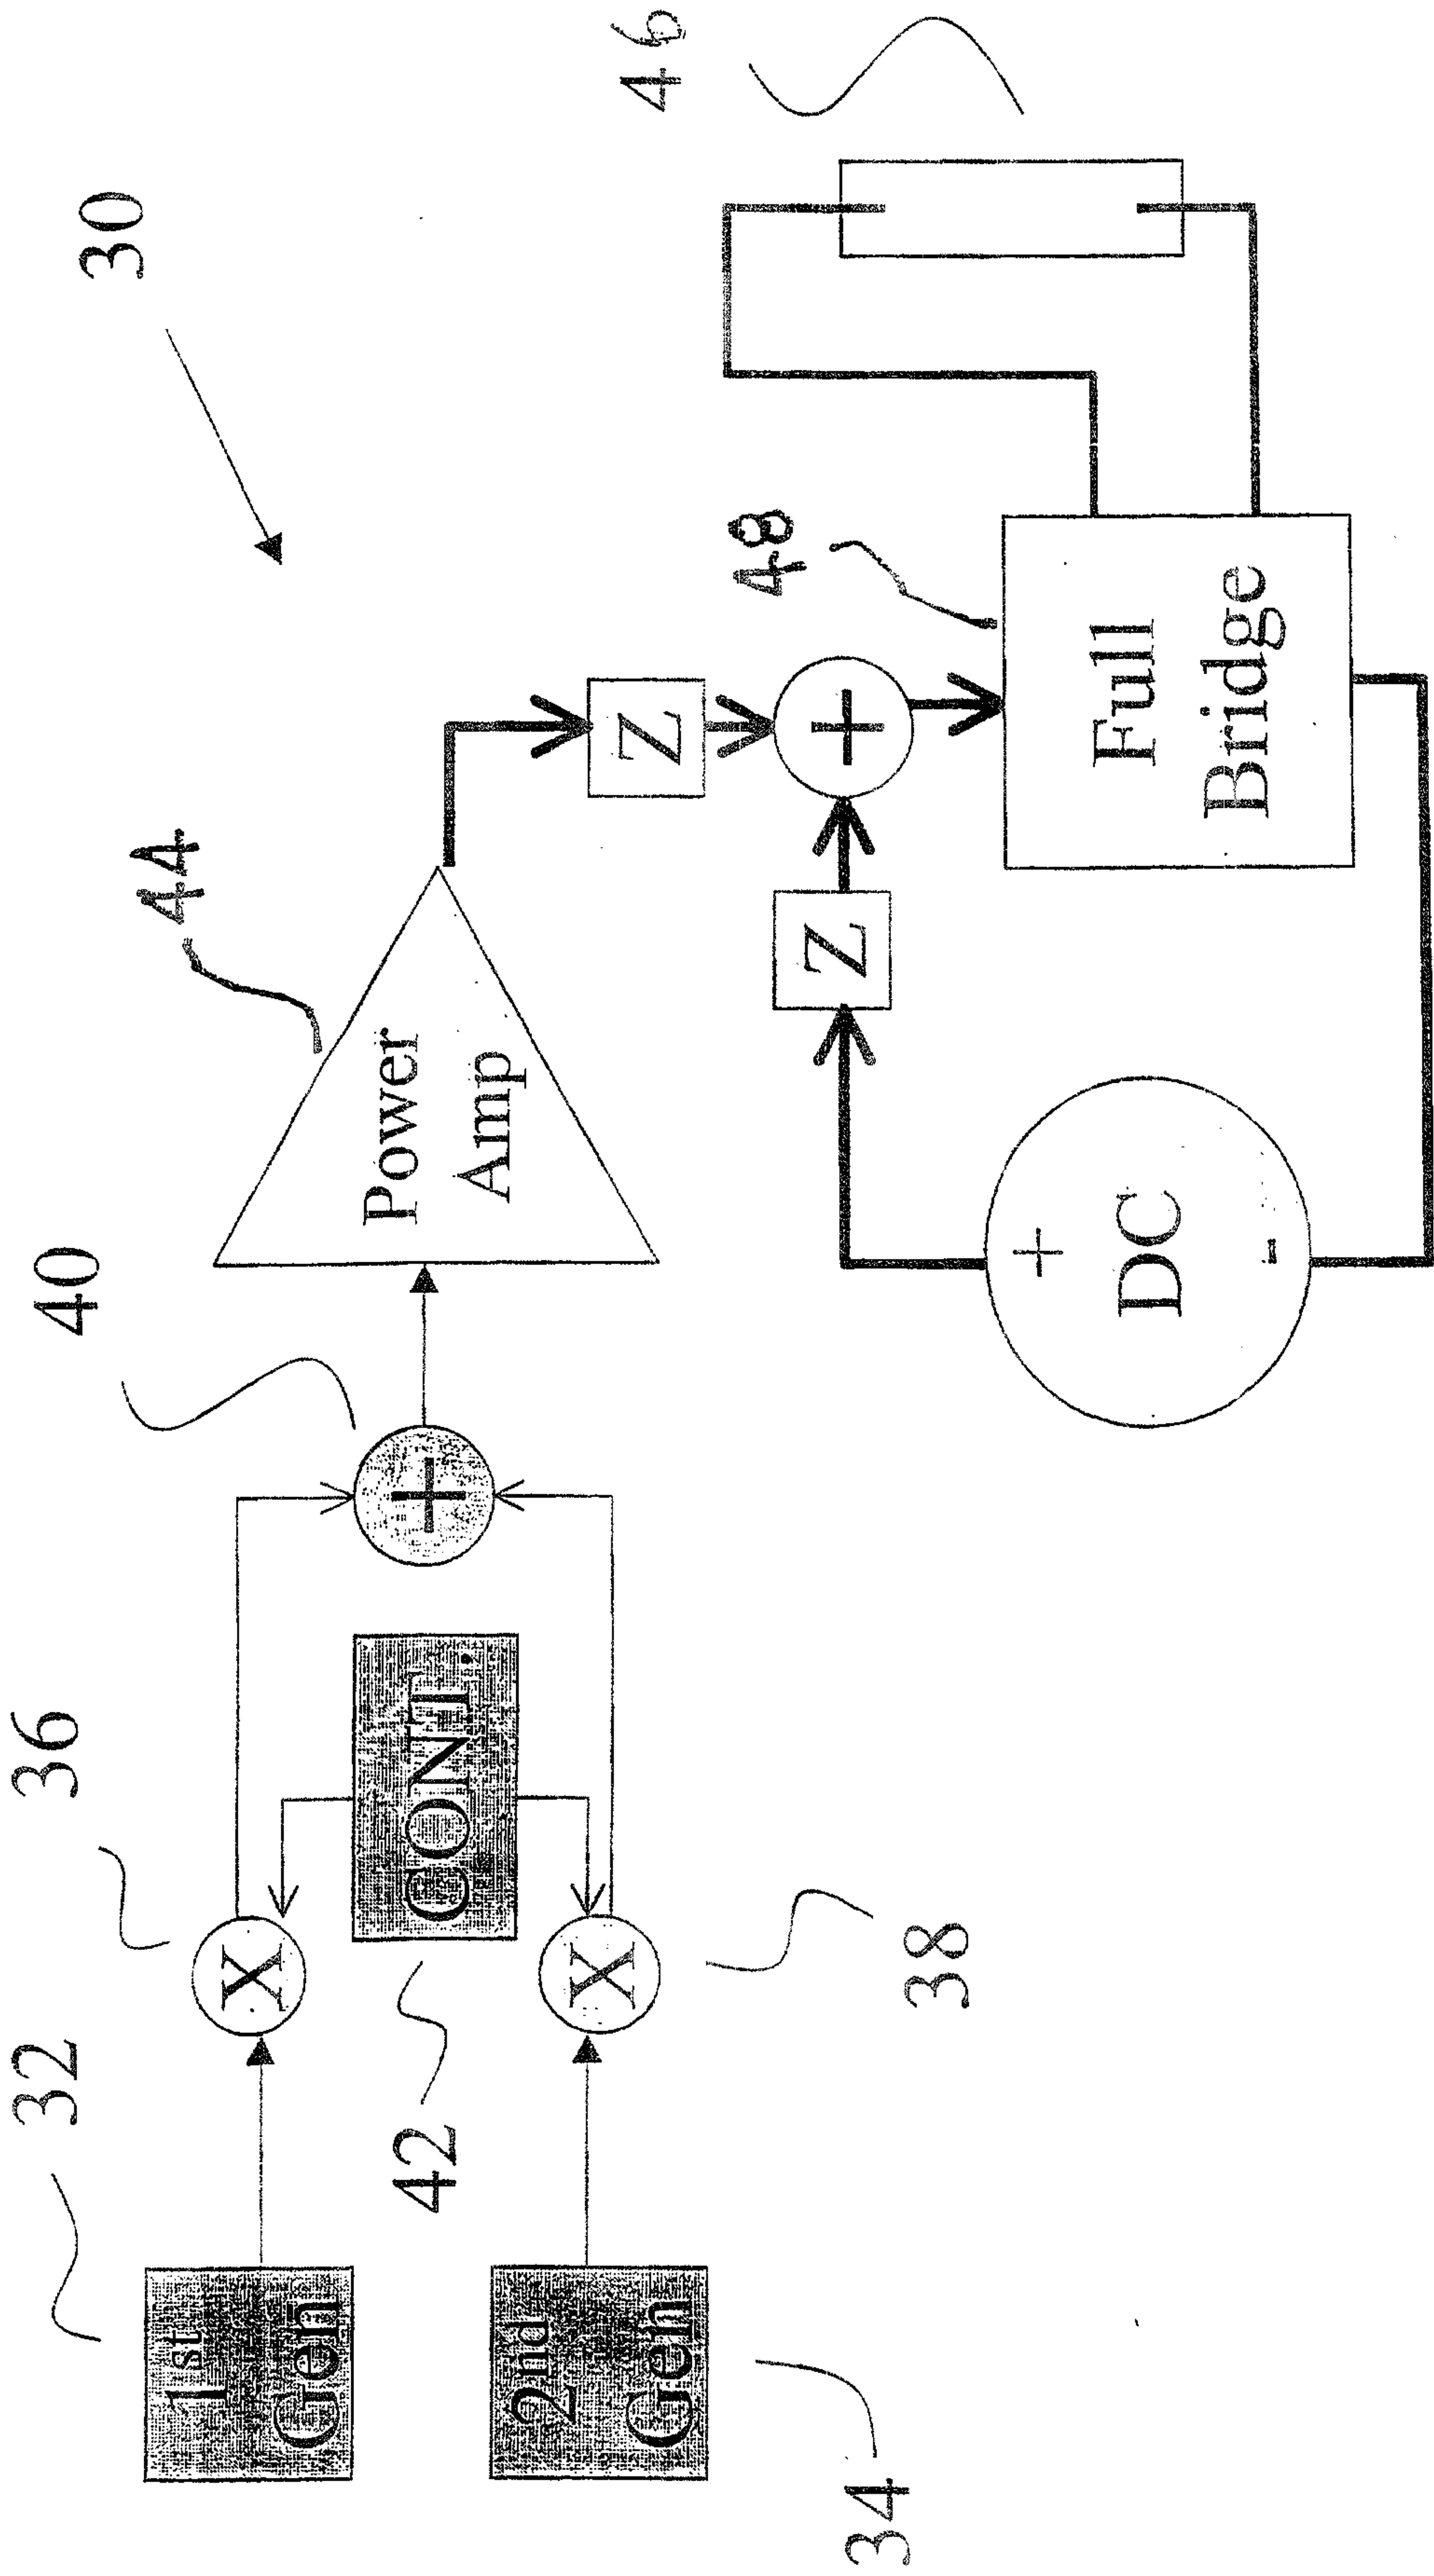 30
32
36
40
44
46
1st
Gen
X
CONT.
+
Power
Amp
Z
48
42
2nd
Gen
X
Z
+
34
38
+
DC
-
Full
Bridge